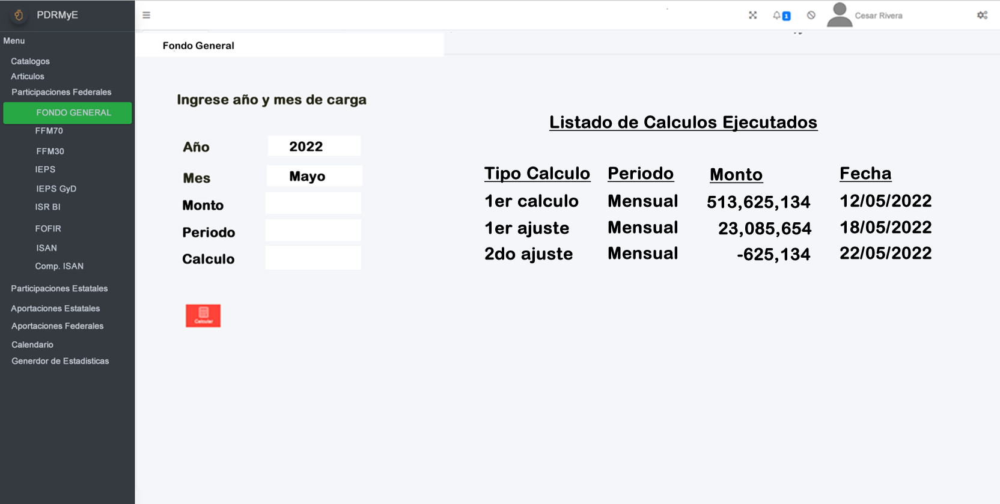 PDRMyE
1
Cesar Rivera
Menu
Catalogos
Articulos
Participaciones Federales
FONDO GENERAL
FFM70
FFM30
IEPS
IEPS GyD
ISR BI
FOFIR
ISAN
Comp. ISAN
Participaciones Estatales
Aportaciones Estatales
Aportaciones Federales
Calendario
Generdor de Estadisticas
Fondo General
Ingrese año y mes de carga
Año 2022
Mes Mayo
Monto
Periodo
Calculo
Calcular
Listado de Calculos Ejecutados
Tipo Calculo Periodo Monto Fecha
1er calculo Mensual 513,625,134 12/05/2022
1er ajuste Mensual 23,085,654 18/05/2022
2do ajuste Mensual -625,134 22/05/2022